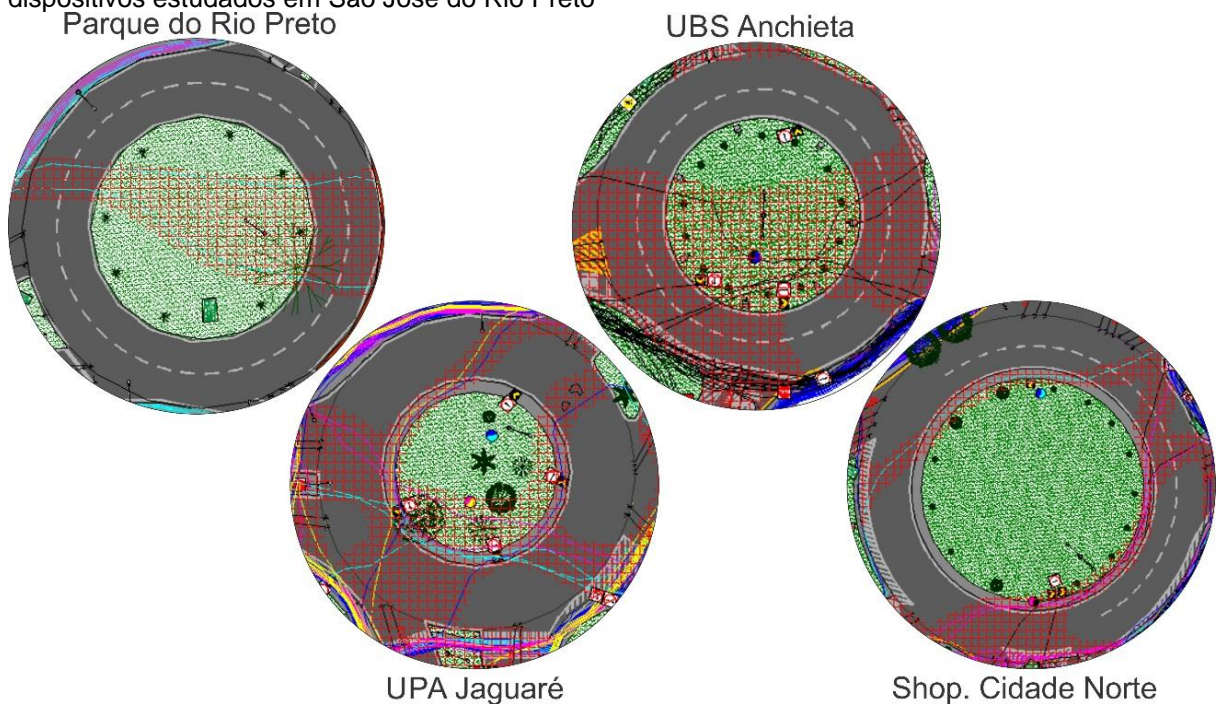 dispositivos estudados em São José do Rio Preto
Parque do Rio Preto
UBS Anchieta
UPA Jaguaré
Shop. Cidade Norte